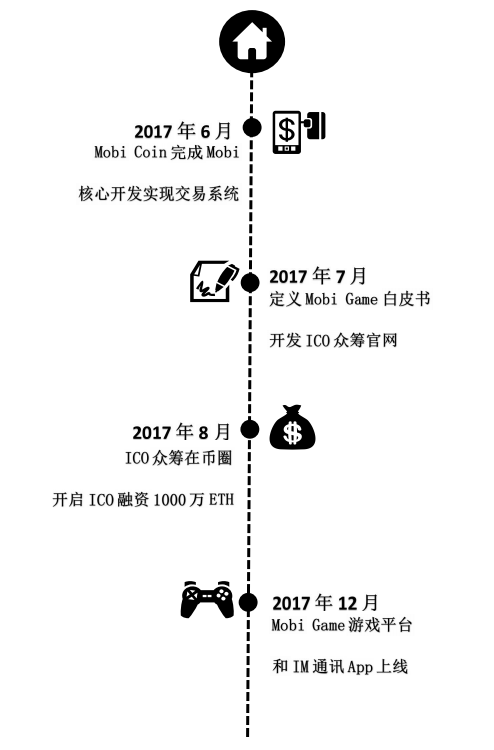 2017 年 6 月
Mobi Coin 完成 Mobi
核心开发实现交易系统
2017 年 7 月
定义 Mobi Game 白皮书
开发 ICO 众筹官网
2017 年 8 月
ICO 众筹在币圈
开启 ICO 融资 1000 万 ETH
2017 年 12 月
Mobi Game 游戏平台
和 IM 通讯 App 上线